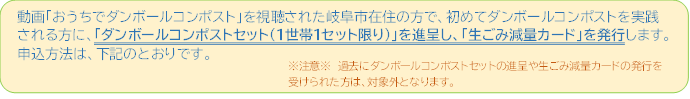 動画「おうちでダンボールコンポスト」を視聴された岐阜市在住の方で、初めてダンボールコンポストを実践
される方に、「ダンボールコンポストセット（１世帯１セット限り）」を進呈し、「生ごみ減量カード」を発行します。
申込方法は、下記のとおりです。
※注意※　過去にダンボールコンポストセットの進呈や生ごみ減量カードの発行を
受けられた方は、対象外となります。